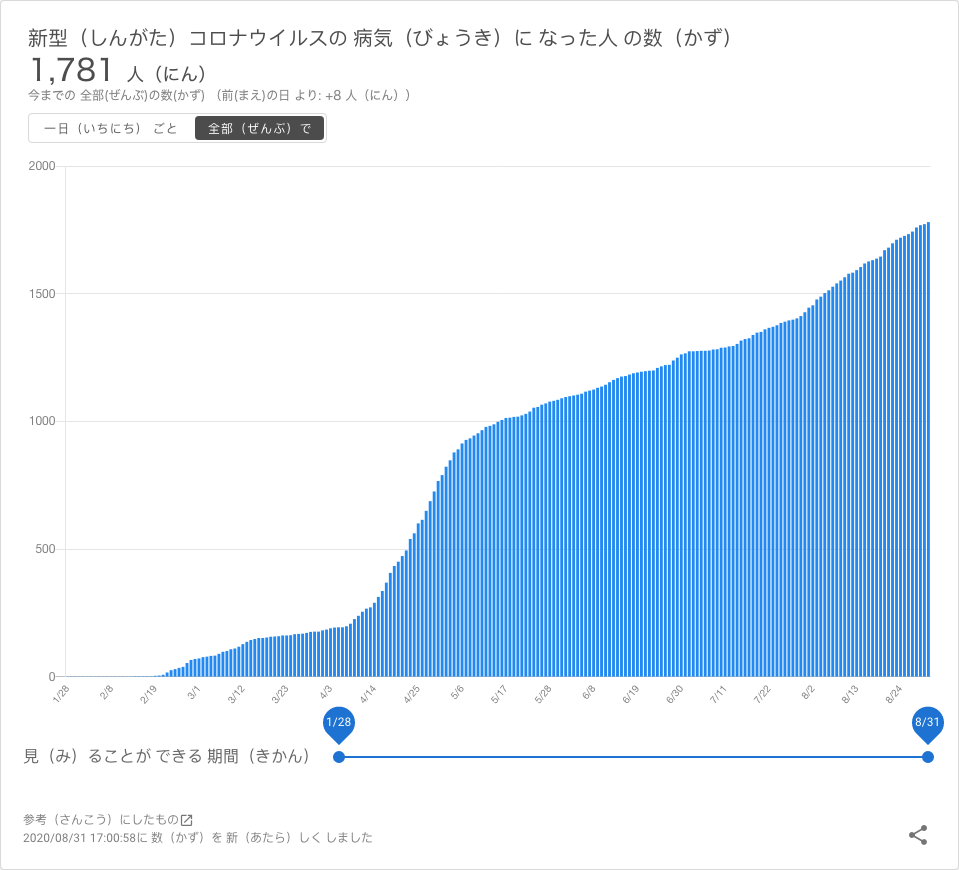 新型（しんがた）コロナウイルスの 病気（びょうき）に なった人 の数（かず）
1,781 人（にん）
今までの 全部(ぜんぶ)の数(かず) （前(まえ)の日 より: +8 人（にん））
一日（いちにち） ごと 全部（ぜんぶ）で
2000
1500
1000
500
0
1/28 2/8 2/19 3/1 3/12 3/23 4/3 4/14 4/25 5/6 5/17 5/28 6/8 6/19 6/30 7/11 7/22 8/2 8/13 8/24
1/28 8/31
見（み）ることが できる 期間（きかん）
参考（さんこう）にしたもの
2020/08/31 17:00:58に 数（かず）を 新（あたら）しく しました